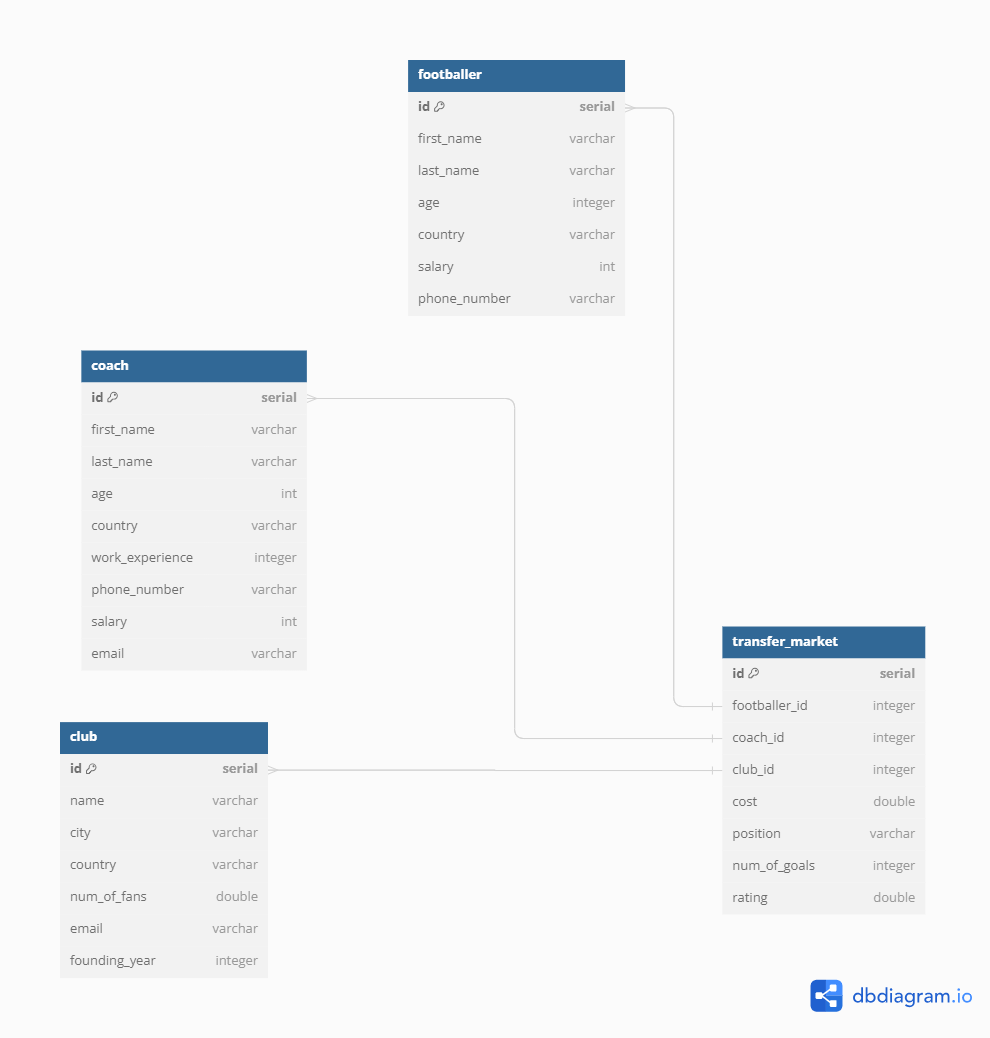 footballer
id serial
first_name varchar
last_name varchar
age integer
country varchar
salary int
phone_number varchar
coach
id serial
first_name varchar
last_name varchar
age int
country varchar
work_experience integer
phone_number varchar
salary int
email varchar
transfer_market
id serial
footballer_id integer
coach_id integer
club_id integer
cost double
position varchar
num_of_goals integer
rating double
club
id serial
name varchar
city varchar
country varchar
num_of_fans double
email varchar
founding_year integer
dbdiagram.io